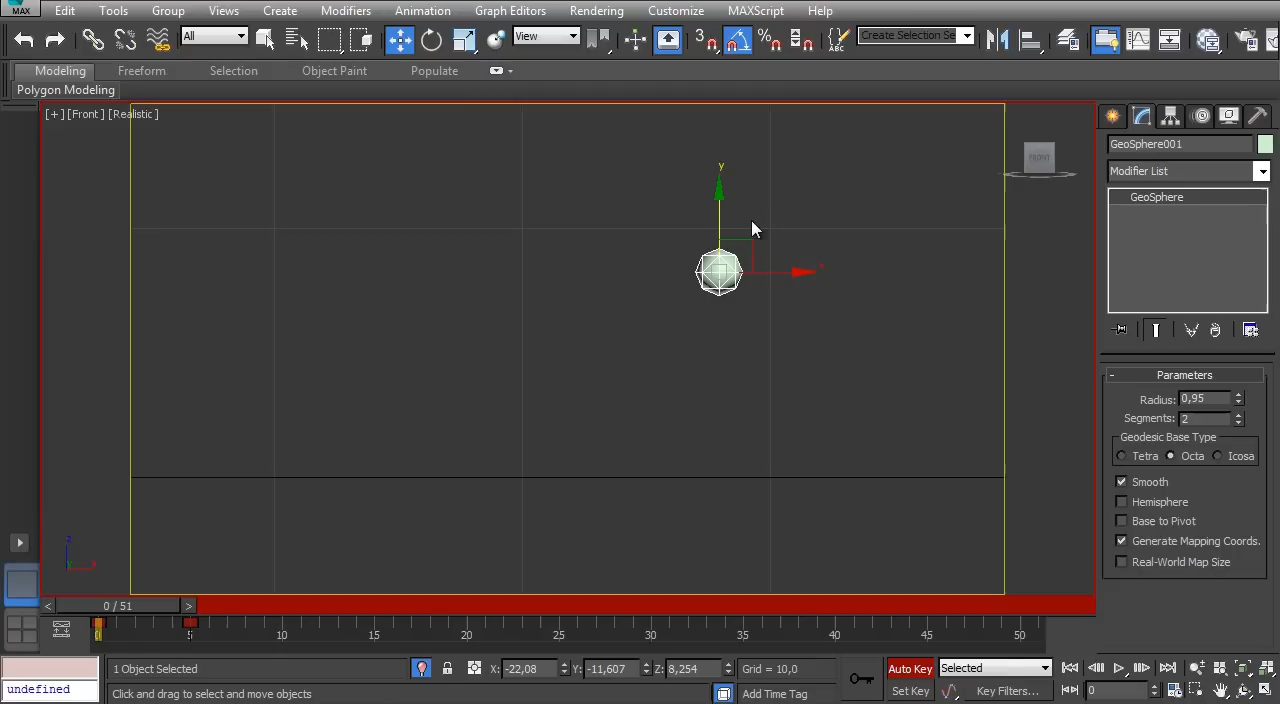 MAX Edit Tools Group Views Create Modifiers Animation Graph Editors Rendering Customize MAXScript Help
All View 3 % ABC Create Selection Se
Modeling Freeform Selection Object Paint Populate
Polygon Modeling
[+] [Front] [Realistic]
GeoSphere001
FRONT
Modifier List
y
GeoSphere
x
- Parameters
Radius: 0,95
Segments: 2
Geodesic Base Type
Tetra Octa Icosa
Smooth
Hemisphere
Base to Pivot
Generate Mapping Coords.
Real-World Map Size
z
x
< 0 / 51 >
0 5 10 15 20 25 30 35 40 45 50
1 Object Selected X: -22,08 Y: -11,607 Z: 8,254 Grid = 10,0 Auto Key Selected
undefined Click and drag to select and move objects Add Time Tag Set Key Key Filters... 0